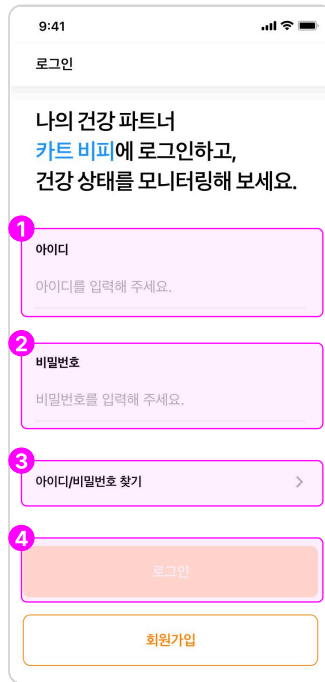 9:41
로그인
나의 건강 파트너
카트 비피에 로그인하고,
건강 상태를 모니터링해 보세요.
1
아이디
아이디를 입력해 주세요.
2
비밀번호
비밀번호를 입력해 주세요.
3
아이디/비밀번호 찾기
4
로그인
회원가입